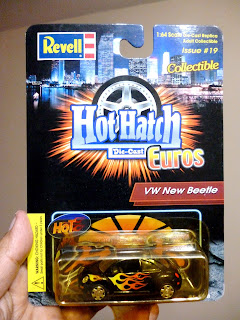 Revell
1:64 Scale Die-Cast Replica
Adult Collectible
Issue #19
Collectible
Hot Hatch
Die-Cast
Euros
VW New Beetle
HOT